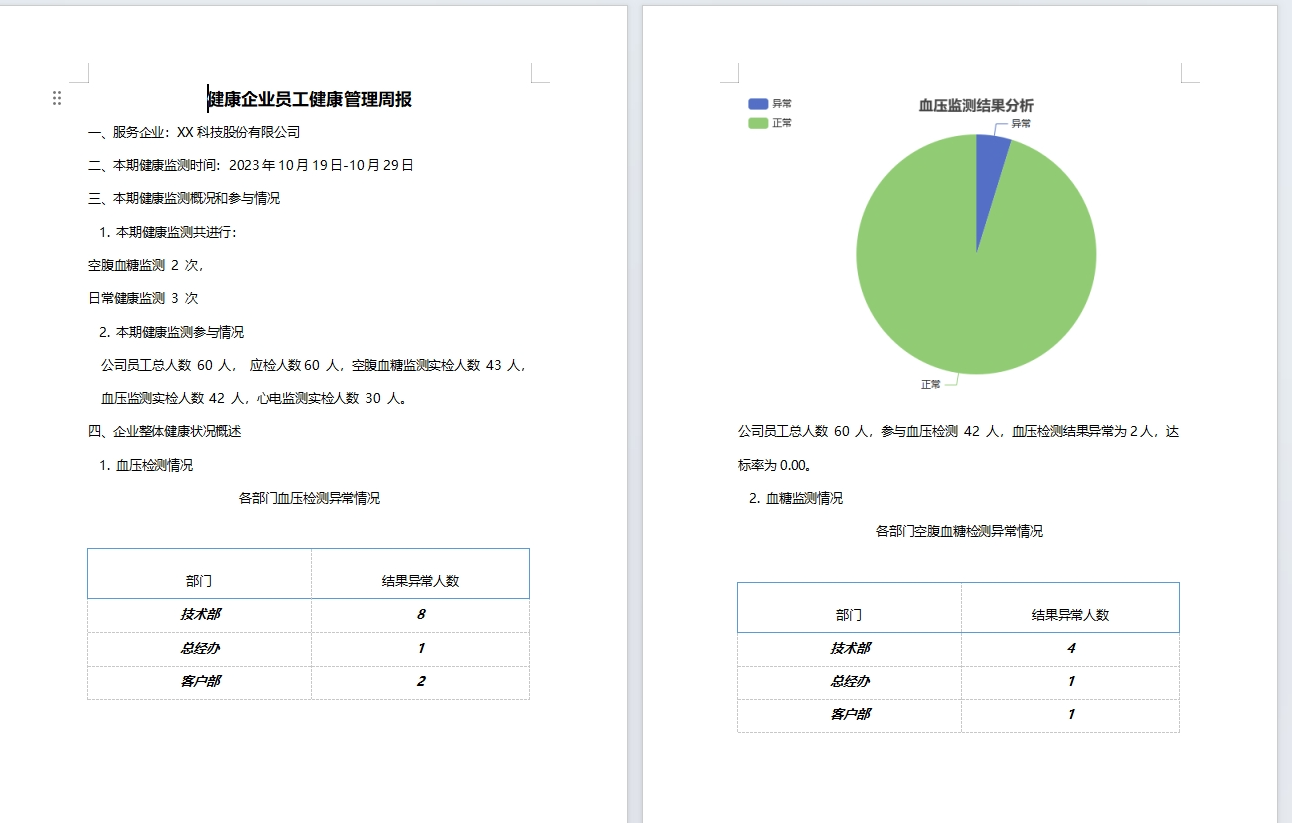 健康企业员工健康管理周报
一、服务企业：XX 科技股份有限公司
二、本期健康监测时间：2023 年 10 月 19 日-10 月 29 日
三、本期健康监测概况和参与情况
1. 本期健康监测共进行：
空腹血糖监测 2 次，
日常健康监测 3 次
2. 本期健康监测参与情况
公司员工总人数 60 人， 应检人数 60 人，空腹血糖监测实检人数 43 人，
血压监测实检人数 42 人，心电监测实检人数 30 人。
四、企业整体健康状况概述
1. 血压检测情况
各部门血压检测异常情况
部门 结果异常人数
技术部 8
总经办 1
客户部 2
异常
正常
血压监测结果分析
异常
正常
公司员工总人数 60 人，参与血压检测 42 人，血压检测结果异常为 2 人，达
标率为 0.00。
2. 血糖监测情况
各部门空腹血糖检测异常情况
部门 结果异常人数
技术部 4
总经办 1
客户部 1